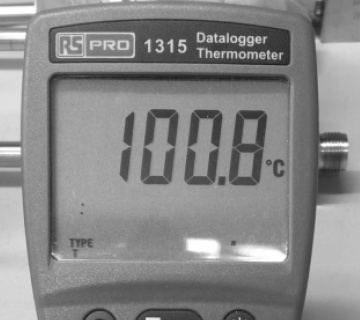 RS PRO 1315 Datalogger
Thermometer
100.8 °C
TYPE
T